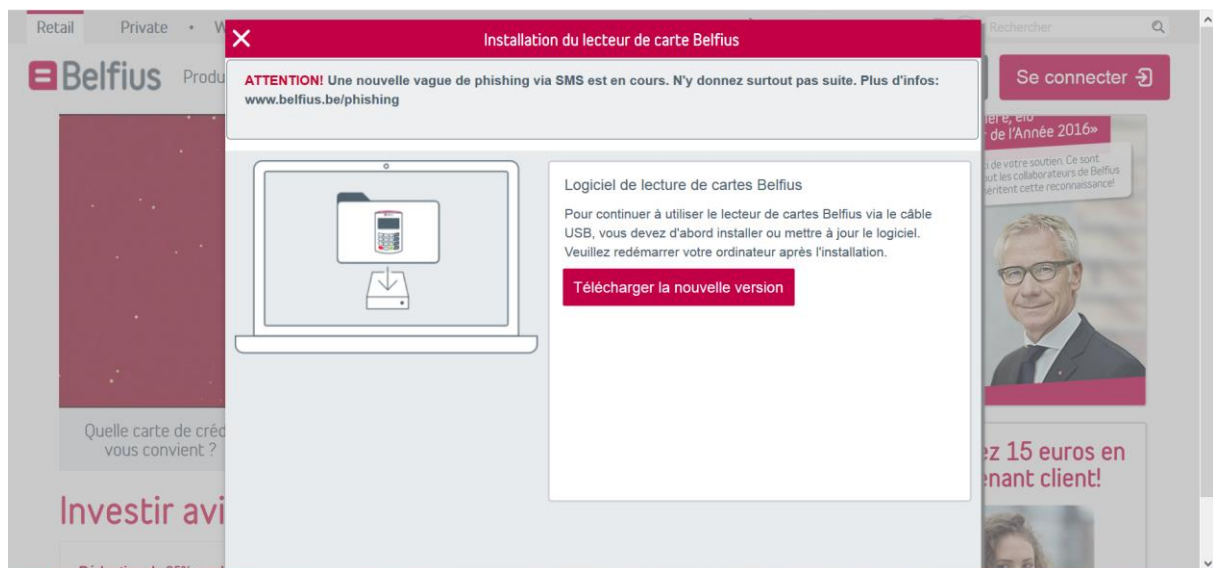 Retail Private • W
Rechercher
Installation du lecteur de carte Belfius
Belfius Produ
Se connecter
ATTENTION! Une nouvelle vague de phishing via SMS est en cours. N'y donnez surtout pas suite. Plus d'infos:
www.belfius.be/phishing
de l'Année 2016»
de votre soutien. Ce sont
out les collaborateurs de Belfius
méritent cette reconnaissance!
Logiciel de lecture de cartes Belfius
Pour continuer à utiliser le lecteur de cartes Belfius via le câble
USB, vous devez d'abord installer ou mettre à jour le logiciel.
Veuillez redémarrer votre ordinateur après l'installation.
Télécharger la nouvelle version
Quelle carte de créd
vous convient ?
ez 15 euros en
enant client!
Investir avi